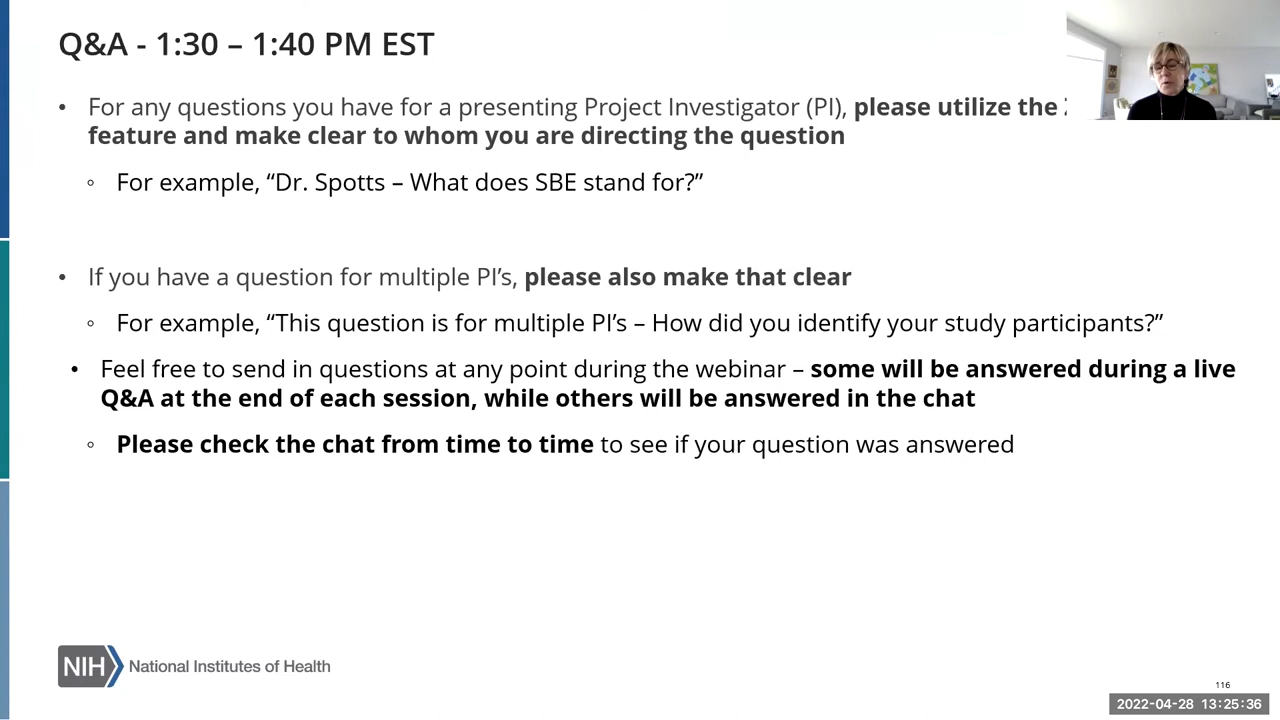 Q&A - 1:30 – 1:40 PM EST
• For any questions you have for a presenting Project Investigator (PI), please utilize the
feature and make clear to whom you are directing the question
◦ For example, “Dr. Spotts – What does SBE stand for?”
• If you have a question for multiple PI’s, please also make that clear
◦ For example, “This question is for multiple PI’s – How did you identify your study participants?”
• Feel free to send in questions at any point during the webinar – some will be answered during a live
Q&A at the end of each session, while others will be answered in the chat
◦ Please check the chat from time to time to see if your question was answered
NIH National Institutes of Health
116
2022-04-28 13:25:36